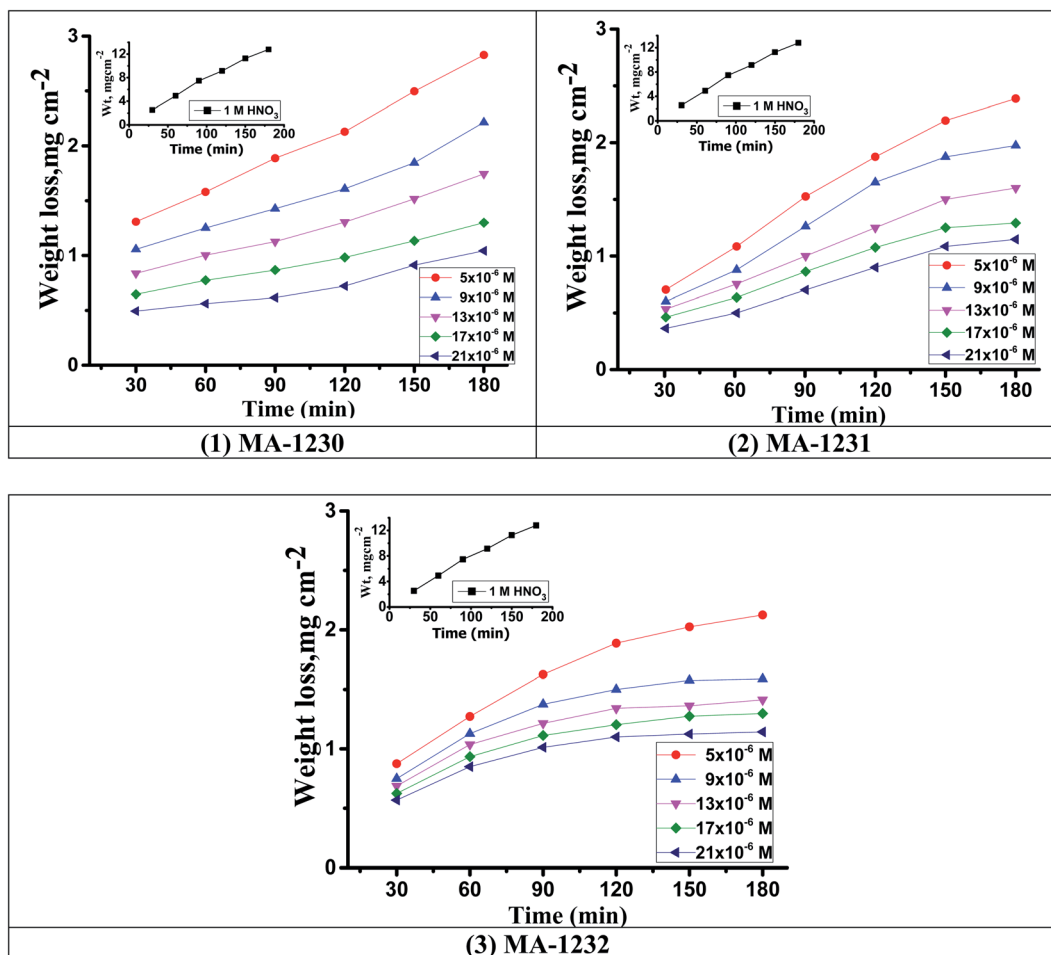 3
2
1
0
Weight loss,mg cm⁻²
12
8
4
0
Wt, mgcm⁻²
1 M HNO₃
0 50 100 150 200
Time (min)
5x10⁻⁶ M
9x10⁻⁶ M
13x10⁻⁶ M
17x10⁻⁶ M
21x10⁻⁶ M
30 60 90 120 150 180
Time (min)
(1) MA-1230
3
2
1
0
Weight loss,mg cm⁻²
12
8
4
0
Wt, mgcm⁻²
1 M HNO₃
0 50 100 150 200
Time (min)
5x10⁻⁶ M
9x10⁻⁶ M
13x10⁻⁶ M
17x10⁻⁶ M
21x10⁻⁶ M
30 60 90 120 150 180
Time (min)
(2) MA-1231
3
2
1
0
Weight loss,mg cm⁻²
12
8
4
0
Wt, mgcm⁻²
1 M HNO₃
0 50 100 150 200
Time (min)
5x10⁻⁶ M
9x10⁻⁶ M
13x10⁻⁶ M
17x10⁻⁶ M
21x10⁻⁶ M
30 60 90 120 150 180
Time (min)
(3) MA-1232